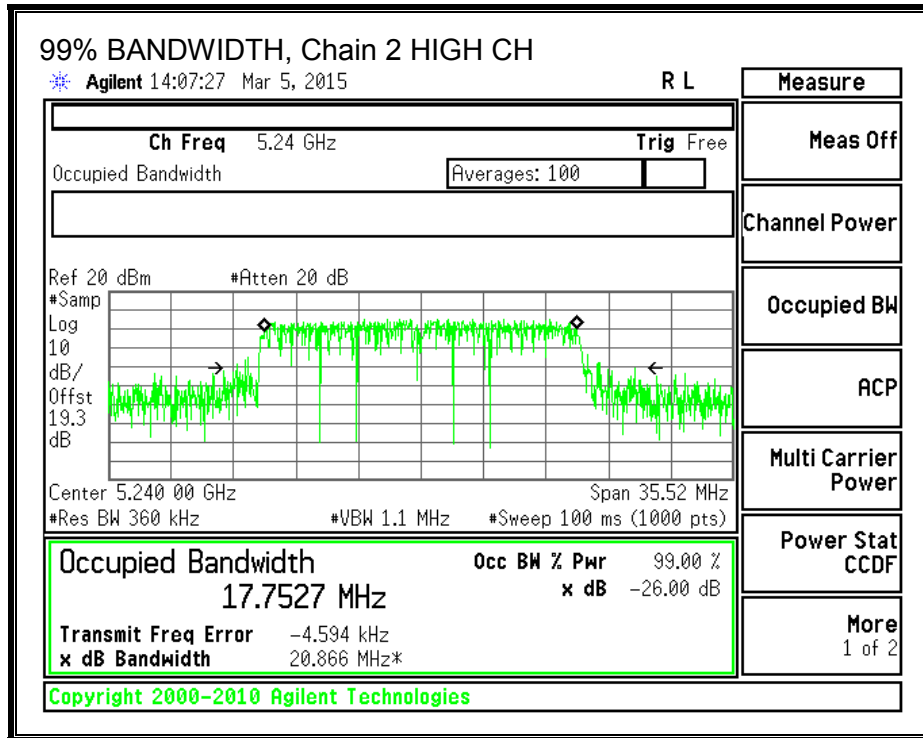 99% BANDWIDTH, Chain 2 HIGH CH
Agilent 14:07:27 Mar 5, 2015 R L
Measure
Ch Freq 5.24 GHz Trig Free
Meas Off
Occupied Bandwidth Averages: 100
Channel Power
Ref 20 dBm #Atten 20 dB
#Samp
Log
10
dB/
Offst
19.3
dB
Occupied BW
ACP
Center 5.240 00 GHz Span 35.52 MHz
#Res BW 360 kHz #VBW 1.1 MHz #Sweep 100 ms (1000 pts)
Multi Carrier
Power
Occupied Bandwidth Occ BW % Pwr 99.00 %
17.7527 MHz x dB -26.00 dB
Transmit Freq Error -4.594 kHz
x dB Bandwidth 20.866 MHz*
Power Stat
CCDF
More
1 of 2
Copyright 2000-2010 Agilent Technologies